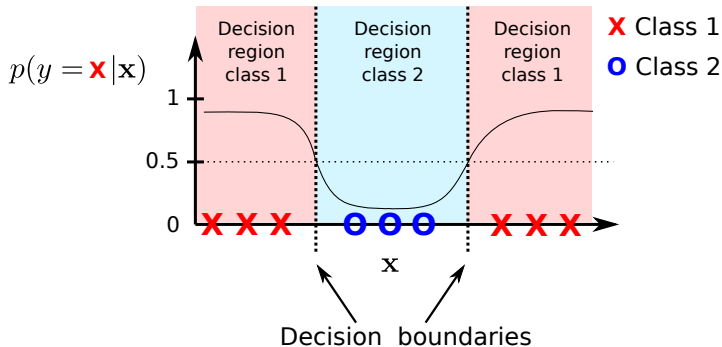 Decision region class 1
Decision region class 2
Decision region class 1
X Class 1
O Class 2
p(y = x|x)
1
0.5
0
X X X O O O X X X
x
Decision boundaries